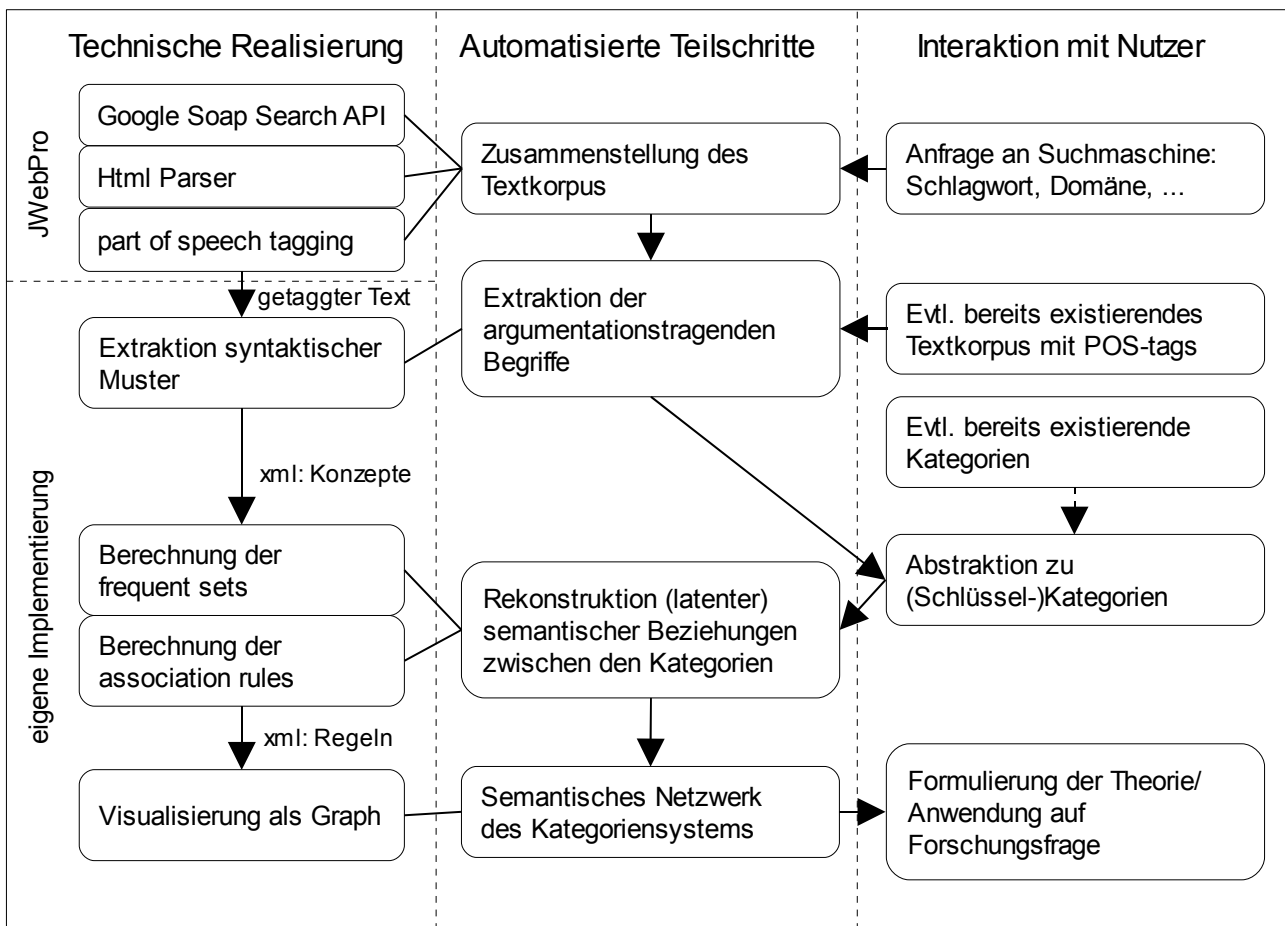 Technische Realisierung
Automatisierte Teilschritte
Interaktion mit Nutzer
JWebPro
Google Soap Search API
Html Parser
part of speech tagging
Zusammenstellung des
Textkorpus
Anfrage an Suchmaschine:
Schlagwort, Domäne, ...
getaggter Text
eigene Implementierung
Extraktion syntaktischer
Muster
Extraktion der
argumentationstragenden
Begriffe
Evtl. bereits existierendes
Textkorpus mit POS-tags
Evtl. bereits existierende
Kategorien
xml: Konzepte
Berechnung der
frequent sets
Berechnung der
association rules
Rekonstruktion (latenter)
semantischer Beziehungen
zwischen den Kategorien
Abstraktion zu
(Schlüssel-)Kategorien
xml: Regeln
Visualisierung als Graph
Semantisches Netzwerk
des Kategoriensystems
Formulierung der Theorie/
Anwendung auf
Forschungsfrage